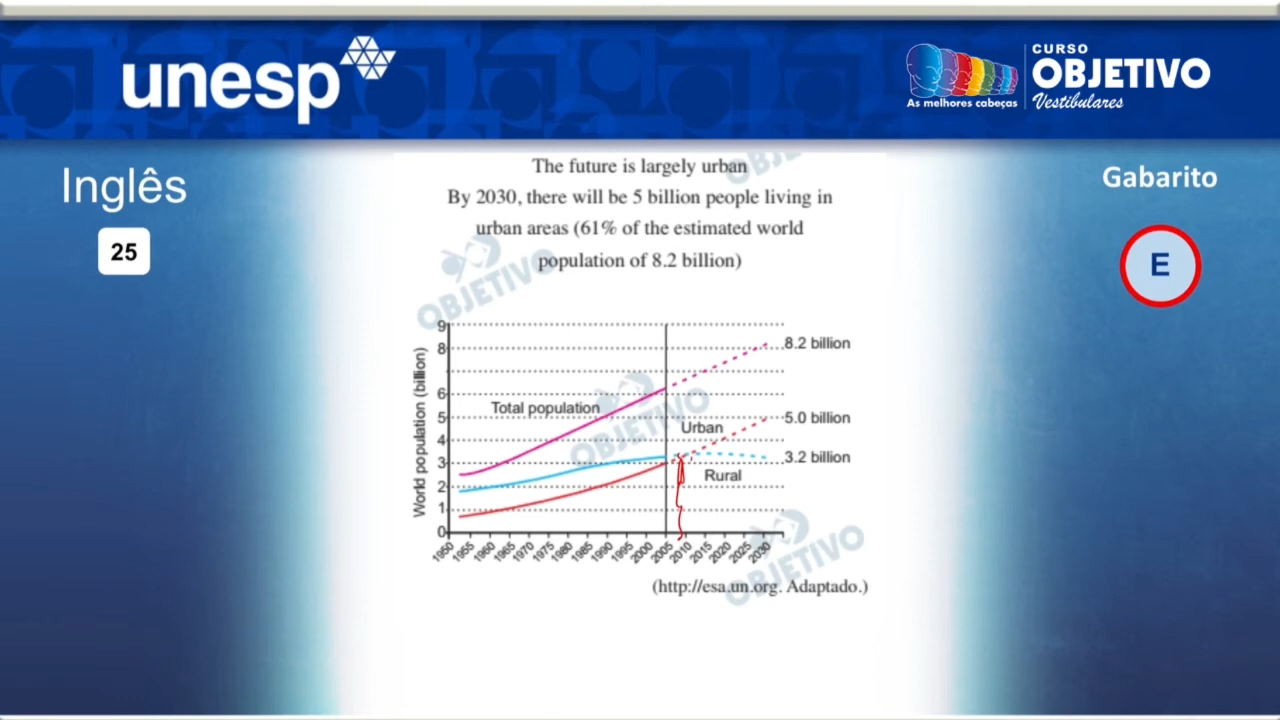 unesp
CURSO
OBJETIVO
As melhores cabeças
Vestibulares
Inglês
25
Gabarito
E
The future is largely urban
By 2030, there will be 5 billion people living in
urban areas (61% of the estimated world
population of 8.2 billion)
OBJETIVO
OBJETIVO
World population (billion)
9
8
6
5
4
3
2
1
0
8.2 billion
Total population
OBJETIVO
5.0 billion
Urban
3.2 billion
Rural
1950
1955
1960
1965
1970
1975
1980
1985
1990
1995
2000
2005
2010
2015
2020
2025
2030
OBJETIVO
(http://esa.un.org. Adaptado.)